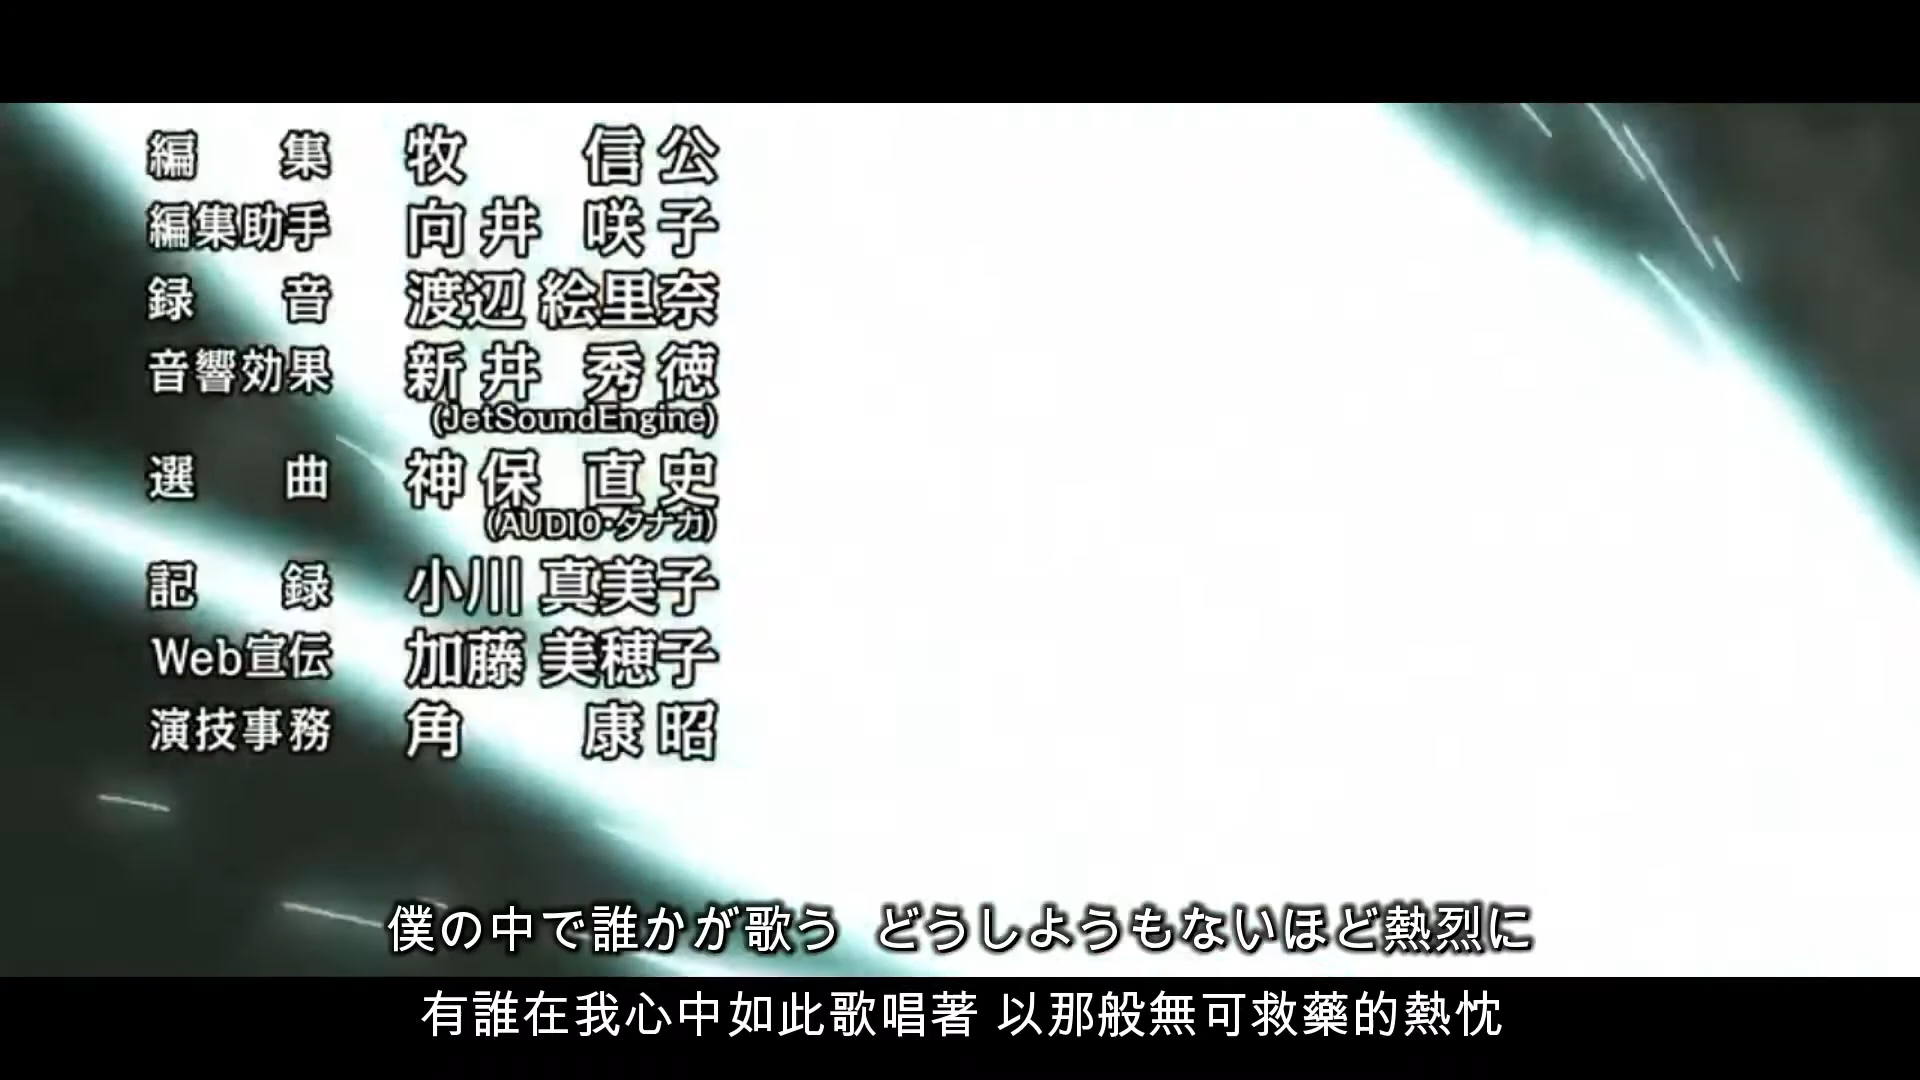 編集 牧 信公
編集助手 向井 咲子
録音 渡辺 絵里奈
音響効果 新井 秀徳
(JetSoundEngine)
選曲 神保 直史
(AUDIO・タナカ)
記録 小川 真美子
Web宣伝 加藤 美穂子
演技事務 角 康昭
僕の中で誰かが歌う どうしようもないほど熱烈に
有誰在我心中如此歌唱著 以那般無可救藥的熱忱